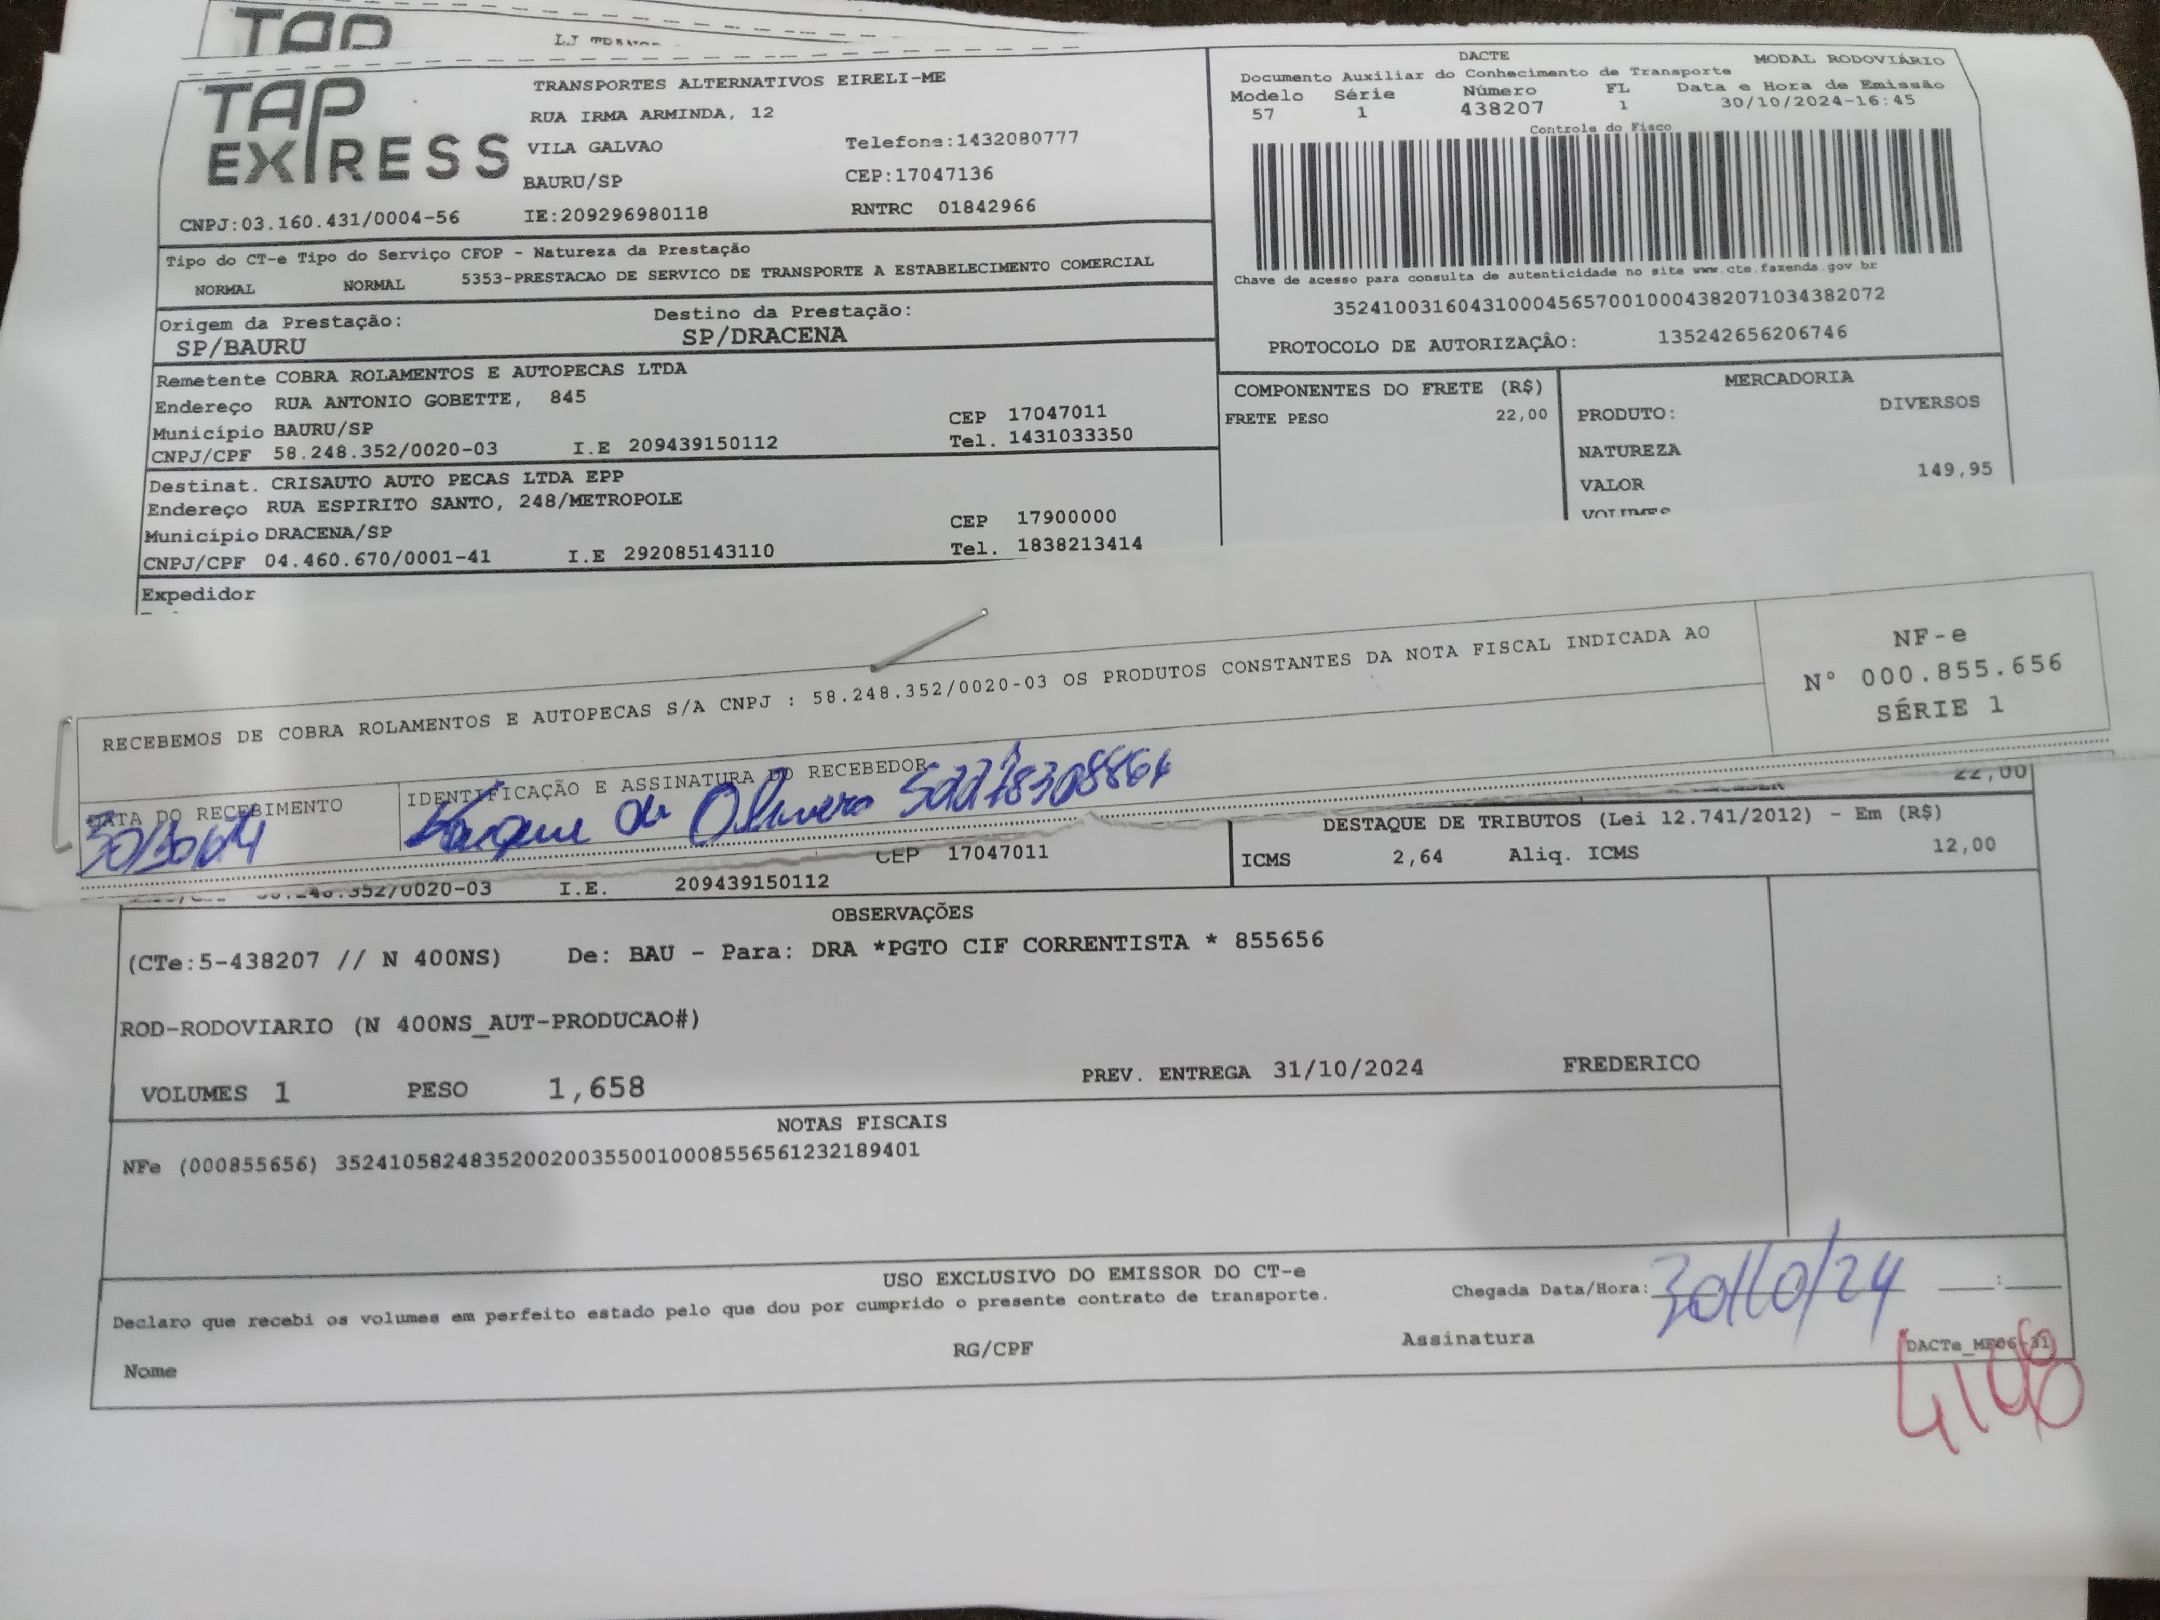 TAP
TAP EXPRESS
TRANSPORTES ALTERNATIVOS EIRELI-ME
RUA IRMA ARMINDA, 12
VILA GALVAO Telefone:1432080777
BAURU/SP CEP:17047136
CNPJ:03.160.431/0004-56 IE:209296980118 RNTRC 01842966
DACTE MODAL RODOVIÁRIO
Documento Auxiliar do Conhecimento de Transporte
Modelo Série Número FL Data e Hora de Emissão
57 1 438207 1 30/10/2024-16:45
Controle do Fisco
Chave de acesso para consulta de autenticidade no site www.cte.fazenda.gov.br
35241003160431000456570010004382071034382072
PROTOCOLO DE AUTORIZAÇÃO: 135242656206746
Tipo do CT-e Tipo do Serviço CFOP - Natureza da Prestação
NORMAL NORMAL 5353-PRESTACAO DE SERVICO DE TRANSPORTE A ESTABELECIMENTO COMERCIAL
Origem da Prestação: Destino da Prestação:
SP/BAURU SP/DRACENA
Remetente COBRA ROLAMENTOS E AUTOPECAS LTDA
Endereço RUA ANTONIO GOBETTE, 845
Município BAURU/SP CEP 17047011
CNPJ/CPF 58.248.352/0020-03 I.E 209439150112 Tel. 1431033350
Destinat. CRISAUTO AUTO PECAS LTDA EPP
Endereço RUA ESPIRITO SANTO, 248/METROPOLE
Município DRACENA/SP CEP 17900000
CNPJ/CPF 04.460.670/0001-41 I.E 292085143110 Tel. 1838213414
Expedidor
COMPONENTES DO FRETE (R$)
FRETE PESO 22,00
MERCADORIA
PRODUTO: DIVERSOS
NATUREZA
VALOR 149,95
VOLUMES
RECEBEMOS DE COBRA ROLAMENTOS E AUTOPECAS S/A CNPJ : 58.248.352/0020-03 OS PRODUTOS CONSTANTES DA NOTA FISCAL INDICADA AO
NF-e
N° 000.855.656
SÉRIE 1
DATA DO RECEBIMENTO IDENTIFICAÇÃO E ASSINATURA DO RECEBEDOR
de Oliveira
22,00
CEP 17047011
58.248.352/0020-03 I.E. 209439150112
DESTAQUE DE TRIBUTOS (Lei 12.741/2012) - Em (R$)
ICMS 2,64 Aliq. ICMS 12,00
OBSERVAÇÕES
(CTe:5-438207 // N 400NS) De: BAU - Para: DRA *PGTO CIF CORRENTISTA * 855656
ROD-RODOVIARIO (N 400NS_AUT-PRODUCAO#)
VOLUMES 1 PESO 1,658 PREV. ENTREGA 31/10/2024 FREDERICO
NOTAS FISCAIS
NFe (000855656) 35241058248352002003550010008556561232189401
USO EXCLUSIVO DO EMISSOR DO CT-e
Declaro que recebi os volumes em perfeito estado pelo que dou por cumprido o presente contrato de transporte. Chegada Data/Hora: 30/10/24 __:__
Nome RG/CPF Assinatura